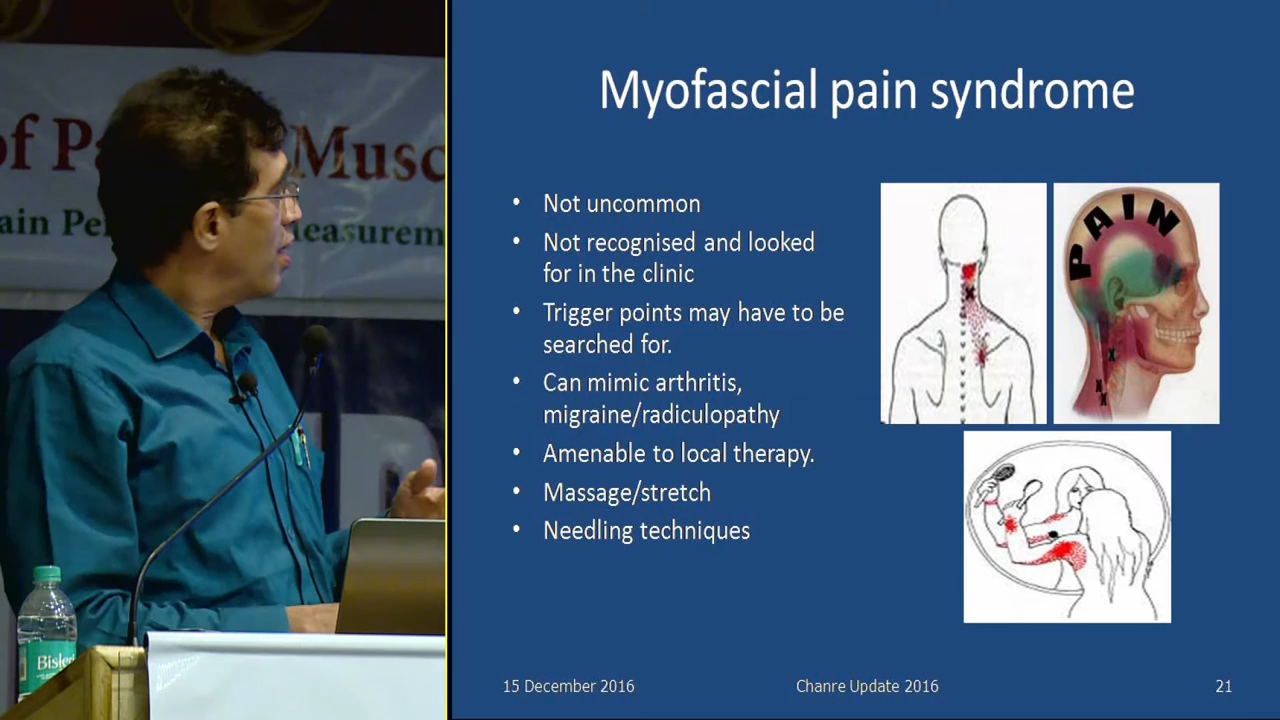 of P
Musc
ain Pe
easurem
Bisle
Myofascial pain syndrome
• Not uncommon
• Not recognised and looked
for in the clinic
• Trigger points may have to be
searched for.
• Can mimic arthritis,
migraine/radiculopathy
• Amenable to local therapy.
• Massage/stretch
• Needling techniques
PAIN
15 December 2016
Chanre Update 2016
21